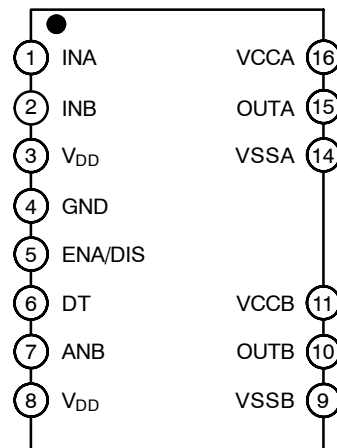 1 INA VCCA 16
2 INB OUTA 15
3 VDD VSSA 14
4 GND
5 ENA/DIS
6 DT VCCB 11
7 ANB OUTB 10
8 VDD VSSB 9